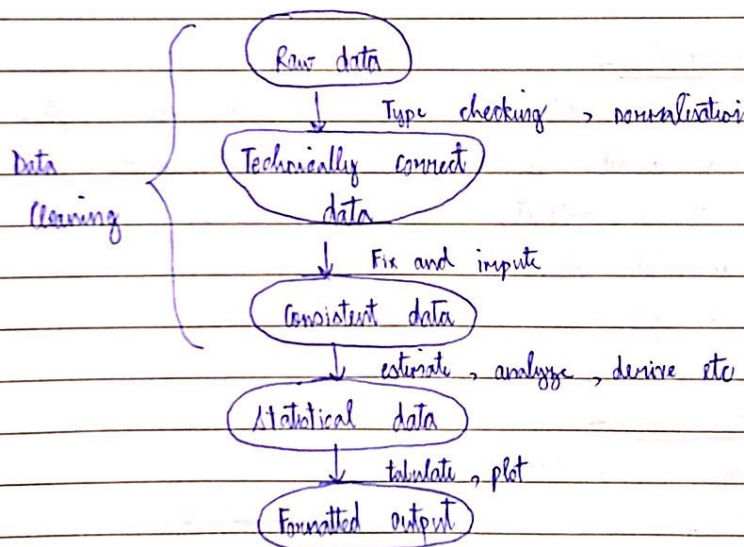 Raw data
Type checking, normalisation
Data
Cleaning
Technically correct
data
Fix and impute
Consistent data
estimate, analyze, derive etc
Statistical data
tabulate, plot
Formatted output